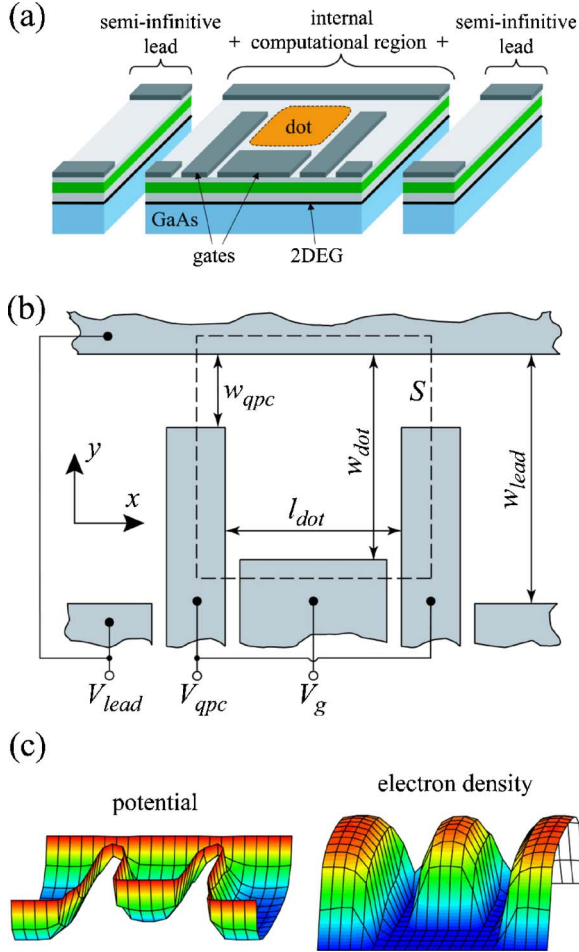 (a)
semi-infinitive
lead
internal
+ computational region +
semi-infinitive
lead
dot
GaAs
gates
2DEG
(b)
w_qpc
S
w_dot
w_lead
y
x
l_dot
V_lead
V_qpc
V_g
(c)
potential
electron density